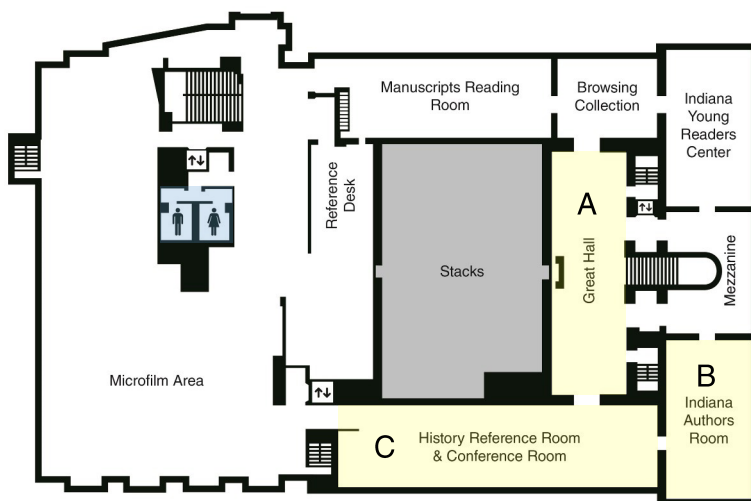 Manuscripts Reading
Room
Browsing
Collection
Indiana
Young
Readers
Center
Reference
Desk
A
Great Hall
Stacks
Mezzanine
Microfilm Area
B
Indiana
Authors
Room
C
History Reference Room
& Conference Room